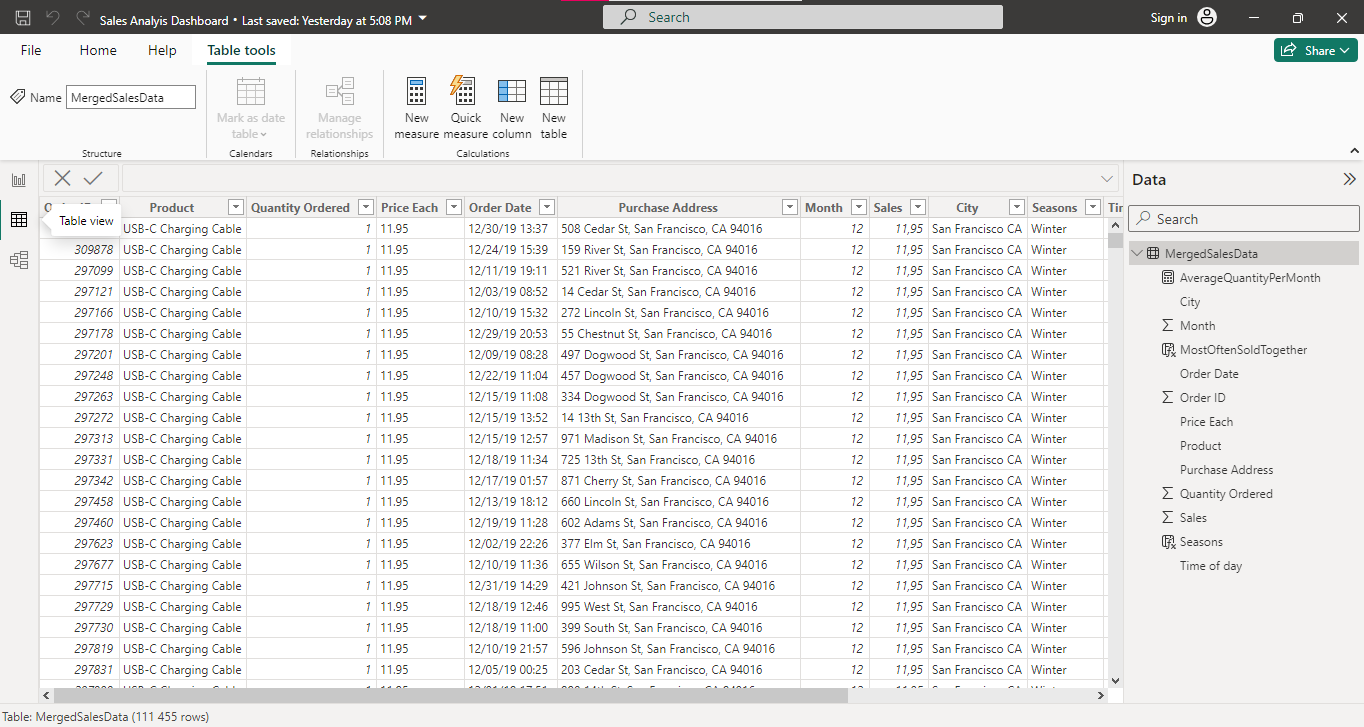 Sales Analyis Dashboard • Last saved: Yesterday at 5:08 PM
Search
Sign in
File Home Help Table tools
Share
Name MergedSalesData
Mark as date table
Manage relationships
New measure
Quick measure
New column
New table
Structure Calendars Relationships Calculations
Data
Table view
Product Quantity Ordered Price Each Order Date Purchase Address Month Sales City Seasons
USB-C Charging Cable 1 11.95 12/30/19 13:37 508 Cedar St, San Francisco, CA 94016 12 11,95 San Francisco CA Winter
309878 USB-C Charging Cable 1 11.95 12/24/19 15:39 159 River St, San Francisco, CA 94016 12 11,95 San Francisco CA Winter
297099 USB-C Charging Cable 1 11.95 12/11/19 19:11 521 River St, San Francisco, CA 94016 12 11,95 San Francisco CA Winter
297121 USB-C Charging Cable 1 11.95 12/03/19 08:52 14 Cedar St, San Francisco, CA 94016 12 11,95 San Francisco CA Winter
297166 USB-C Charging Cable 1 11.95 12/10/19 15:32 272 Lincoln St, San Francisco, CA 94016 12 11,95 San Francisco CA Winter
297178 USB-C Charging Cable 1 11.95 12/29/19 20:53 55 Chestnut St, San Francisco, CA 94016 12 11,95 San Francisco CA Winter
297201 USB-C Charging Cable 1 11.95 12/09/19 08:28 497 Dogwood St, San Francisco, CA 94016 12 11,95 San Francisco CA Winter
297248 USB-C Charging Cable 1 11.95 12/22/19 11:04 457 Dogwood St, San Francisco, CA 94016 12 11,95 San Francisco CA Winter
297263 USB-C Charging Cable 1 11.95 12/15/19 11:08 334 Dogwood St, San Francisco, CA 94016 12 11,95 San Francisco CA Winter
297272 USB-C Charging Cable 1 11.95 12/15/19 13:52 14 13th St, San Francisco, CA 94016 12 11,95 San Francisco CA Winter
297313 USB-C Charging Cable 1 11.95 12/15/19 12:57 971 Madison St, San Francisco, CA 94016 12 11,95 San Francisco CA Winter
297331 USB-C Charging Cable 1 11.95 12/18/19 11:34 725 13th St, San Francisco, CA 94016 12 11,95 San Francisco CA Winter
297342 USB-C Charging Cable 1 11.95 12/17/19 01:57 871 Cherry St, San Francisco, CA 94016 12 11,95 San Francisco CA Winter
297458 USB-C Charging Cable 1 11.95 12/13/19 18:12 660 Lincoln St, San Francisco, CA 94016 12 11,95 San Francisco CA Winter
297460 USB-C Charging Cable 1 11.95 12/19/19 11:28 602 Adams St, San Francisco, CA 94016 12 11,95 San Francisco CA Winter
297623 USB-C Charging Cable 1 11.95 12/02/19 22:26 377 Elm St, San Francisco, CA 94016 12 11,95 San Francisco CA Winter
297677 USB-C Charging Cable 1 11.95 12/10/19 11:36 655 Wilson St, San Francisco, CA 94016 12 11,95 San Francisco CA Winter
297715 USB-C Charging Cable 1 11.95 12/31/19 14:29 421 Johnson St, San Francisco, CA 94016 12 11,95 San Francisco CA Winter
297729 USB-C Charging Cable 1 11.95 12/18/19 12:46 995 West St, San Francisco, CA 94016 12 11,95 San Francisco CA Winter
297730 USB-C Charging Cable 1 11.95 12/18/19 11:00 399 South St, San Francisco, CA 94016 12 11,95 San Francisco CA Winter
297819 USB-C Charging Cable 1 11.95 12/10/19 21:57 596 Johnson St, San Francisco, CA 94016 12 11,95 San Francisco CA Winter
297831 USB-C Charging Cable 1 11.95 12/05/19 00:25 203 Cedar St, San Francisco, CA 94016 12 11,95 San Francisco CA Winter
Search
MergedSalesData
AverageQuantityPerMonth
City
Month
MostOftenSoldTogether
Order Date
Order ID
Price Each
Product
Purchase Address
Quantity Ordered
Sales
Seasons
Time of day
Table: MergedSalesData (111 455 rows)